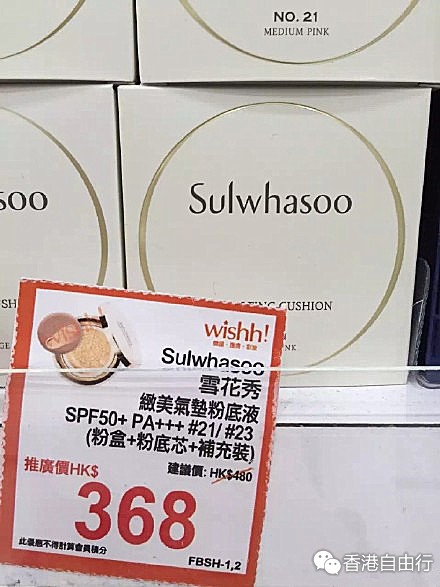 NO. 21
MEDIUM PINK
soo
Sulwhasoo
CUSHION
wishh!
Sulwhasoo
雪花秀
緻美氣墊粉底液
SPF50+ PA+++ #21/ #23
(粉盒+粉底芯+補充裝)
推廣價HK$
建議價: HK$480
368
此優惠不得計算會員積分
FBSH-1,2
香港自由行